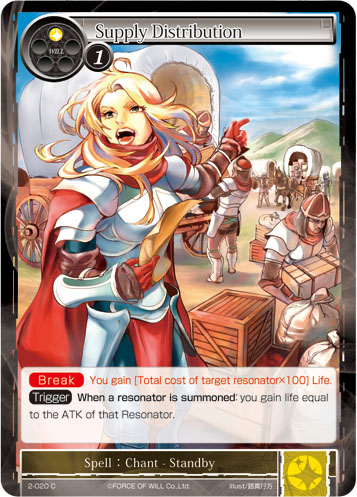 Supply Distribution
WILL
1
Break You gain [Total cost of target resonator×100] Life.
Trigger When a resonator is summoned: you gain life equal
to the ATK of that Resonator.
2-020 C
©FORCE OF WILL Co.,Ltd.
Spell : Chant - Standby